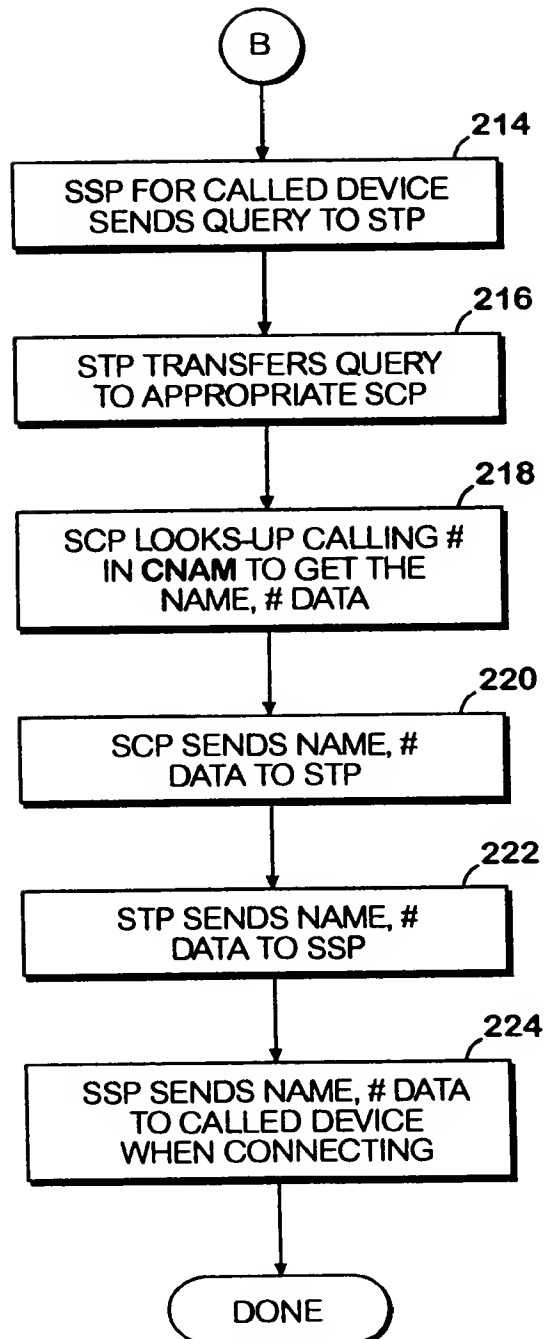 B
214
SSP FOR CALLED DEVICE
SENDS QUERY TO STP
216
STP TRANSFERS QUERY
TO APPROPRIATE SCP
218
SCP LOOKS-UP CALLING #
IN CNAM TO GET THE
NAME, # DATA
220
SCP SENDS NAME, #
DATA TO STP
222
STP SENDS NAME, #
DATA TO SSP
224
SSP SENDS NAME, # DATA
TO CALLED DEVICE
WHEN CONNECTING
DONE